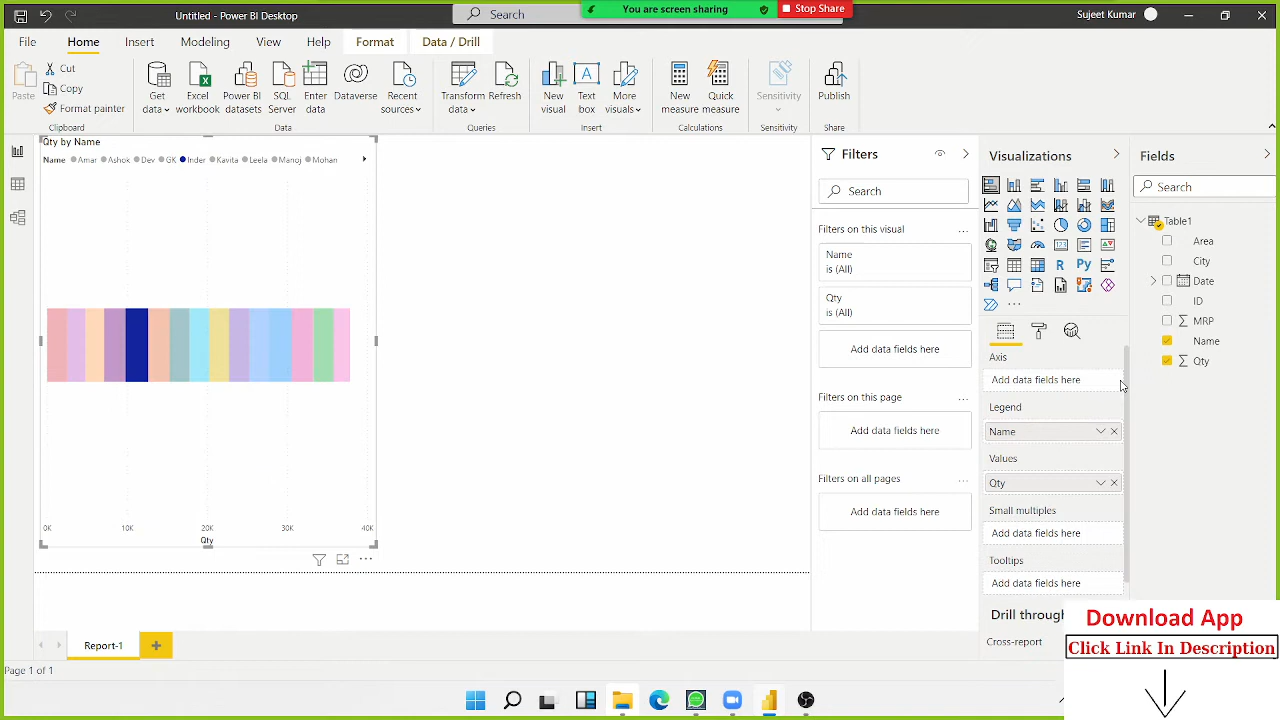 Untitled - Power BI Desktop
Search
You are screen sharing
Stop Share
Sujeet Kumar
File
Home
Insert
Modeling
View
Help
Format
Data / Drill
Paste
Cut
Copy
Format painter
Clipboard
Get
data
Excel
workbook
Power BI
datasets
SQL
Server
Enter
data
Dataverse
Recent
sources
Data
Transform
data
Refresh
Queries
New
visual
Text
box
More
visuals
Insert
New
measure
Quick
measure
Calculations
Sensitivity
Sensitivity
Publish
Share
Qty by Name
Name Amar Ashok Dev GK Inder Kavita Leela Manoj Mohan
0K 10K 20K 30K 40K
Qty
Filters
Search
Filters on this visual
Name
is (All)
Qty
is (All)
Add data fields here
Filters on this page
Add data fields here
Filters on all pages
Add data fields here
Visualizations
123
R
Py
Axis
Add data fields here
Legend
Name
Values
Qty
Small multiples
Add data fields here
Tooltips
Add data fields here
Drill throug
Cross-report
Fields
Search
Table1
Area
City
Date
ID
MRP
Name
Qty
Report-1
Page 1 of 1
Download App
Click Link In Description